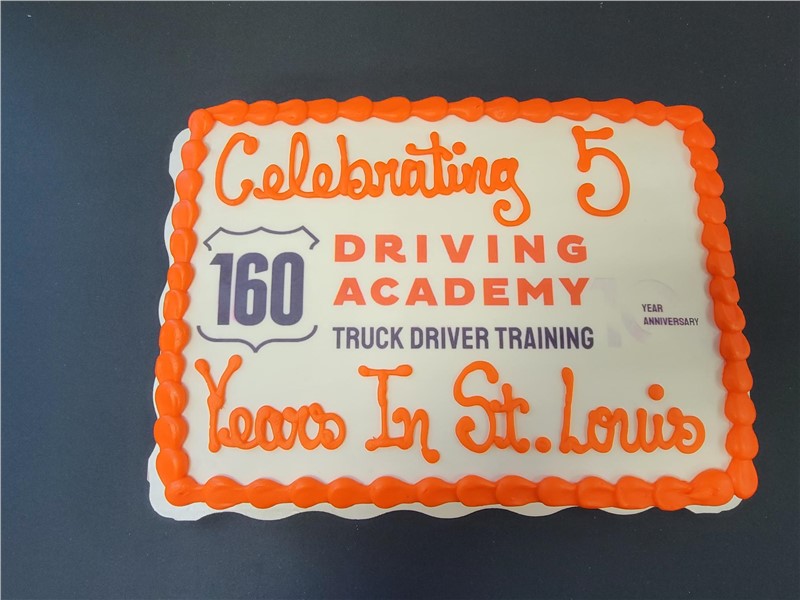 Celebrating 5
160
DRIVING
ACADEMY
TRUCK DRIVER TRAINING
YEAR
ANNIVERSARY
Years In St. Louis